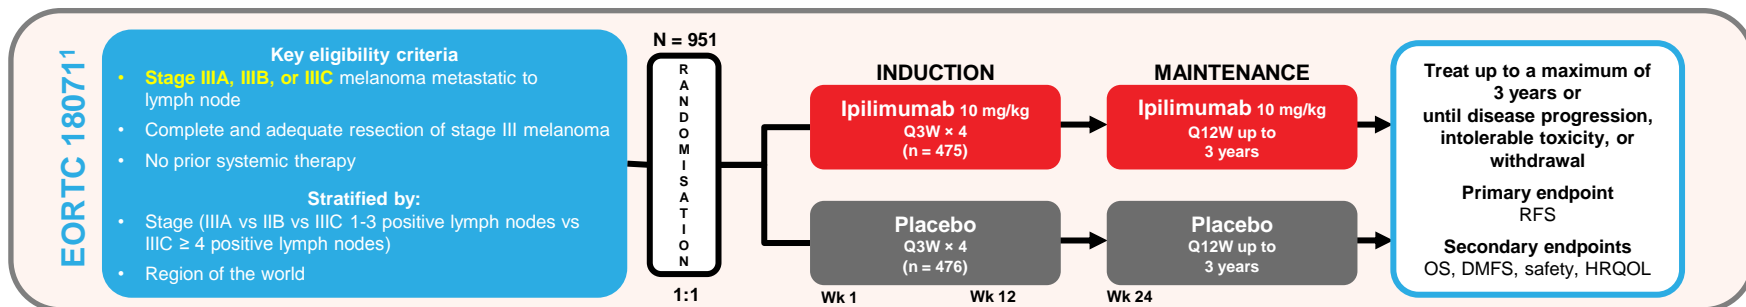 EORTC 18071¹
Key eligibility criteria
• Stage IIIA, IIIB, or IIIC melanoma metastatic to
lymph node
• Complete and adequate resection of stage III melanoma
• No prior systemic therapy
Stratified by:
• Stage (IIIA vs IIB vs IIIC 1-3 positive lymph nodes vs
IIIC ≥ 4 positive lymph nodes)
• Region of the world
N = 951
RANDOMISATION
1:1
INDUCTION
Ipilimumab 10 mg/kg
Q3W × 4
(n = 475)
Placebo
Q3W × 4
(n = 476)
Wk 1
Wk 12
MAINTENANCE
Ipilimumab 10 mg/kg
Q12W up to
3 years
Placebo
Q12W up to
3 years
Wk 24
Treat up to a maximum of
3 years or
until disease progression,
intolerable toxicity, or
withdrawal
Primary endpoint
RFS
Secondary endpoints
OS, DMFS, safety, HRQOL